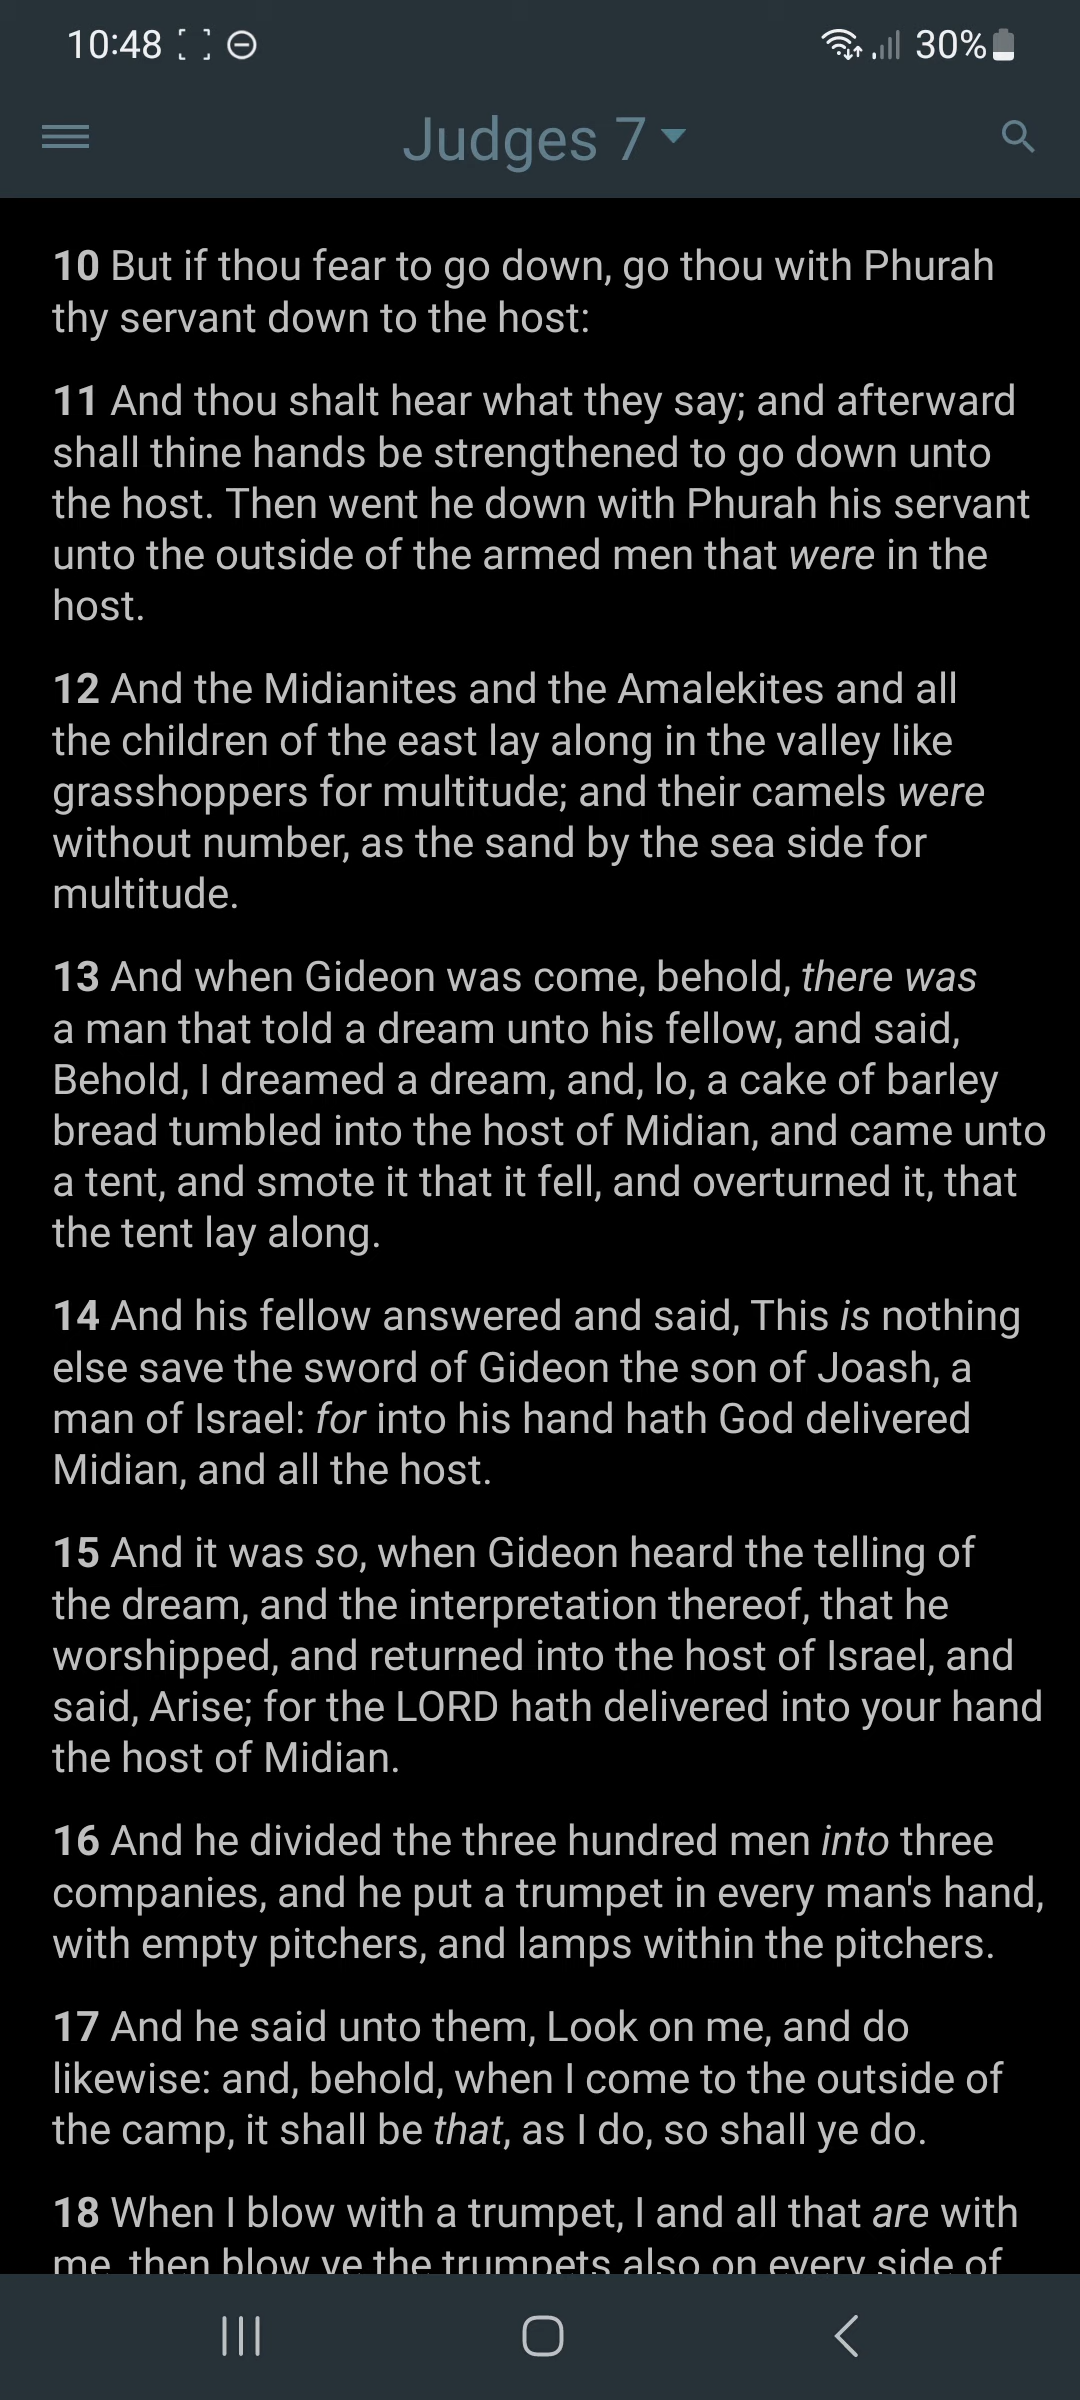 10:48
30%
Judges 7
10 But if thou fear to go down, go thou with Phurah
thy servant down to the host:
11 And thou shalt hear what they say; and afterward
shall thine hands be strengthened to go down unto
the host. Then went he down with Phurah his servant
unto the outside of the armed men that were in the
host.
12 And the Midianites and the Amalekites and all
the children of the east lay along in the valley like
grasshoppers for multitude; and their camels were
without number, as the sand by the sea side for
multitude.
13 And when Gideon was come, behold, there was
a man that told a dream unto his fellow, and said,
Behold, I dreamed a dream, and, lo, a cake of barley
bread tumbled into the host of Midian, and came unto
a tent, and smote it that it fell, and overturned it, that
the tent lay along.
14 And his fellow answered and said, This is nothing
else save the sword of Gideon the son of Joash, a
man of Israel: for into his hand hath God delivered
Midian, and all the host.
15 And it was so, when Gideon heard the telling of
the dream, and the interpretation thereof, that he
worshipped, and returned into the host of Israel, and
said, Arise; for the LORD hath delivered into your hand
the host of Midian.
16 And he divided the three hundred men into three
companies, and he put a trumpet in every man's hand,
with empty pitchers, and lamps within the pitchers.
17 And he said unto them, Look on me, and do
likewise: and, behold, when I come to the outside of
the camp, it shall be that, as I do, so shall ye do.
18 When I blow with a trumpet, I and all that are with
me, then blow ye the trumpets also on every side of